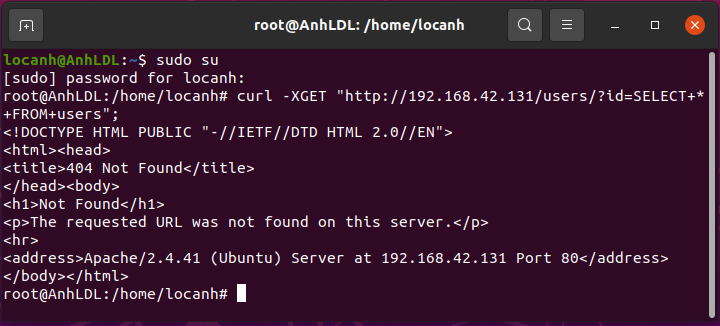 root@AnhLDL: /home/locanh
locanh@AnhLDL:~$ sudo su
[sudo] password for locanh:
root@AnhLDL:/home/locanh# curl -XGET "http://192.168.42.131/users/?id=SELECT+*
+FROM+users";
<!DOCTYPE HTML PUBLIC "-//IETF//DTD HTML 2.0//EN">
<html><head>
<title>404 Not Found</title>
</head><body>
<h1>Not Found</h1>
<p>The requested URL was not found on this server.</p>
<hr>
<address>Apache/2.4.41 (Ubuntu) Server at 192.168.42.131 Port 80</address>
</body></html>
root@AnhLDL:/home/locanh#